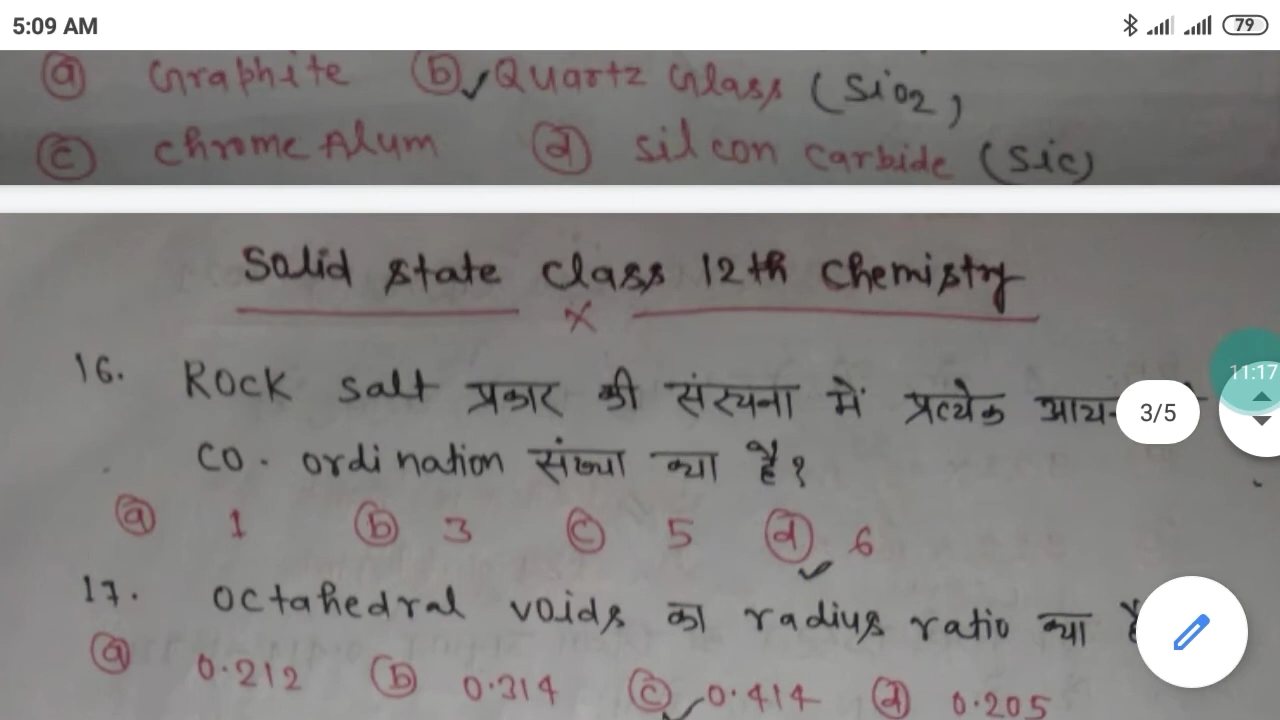 5:09 AM 79
ⓐ Graphite ⓑ Quartz Glass (SiO2)
ⓒ Chrome Alum ⓓ silcon carbide (SiC)
Solid state class 12th chemistry
16. Rock salt प्रकार की संरचना में प्रत्येक
co. ordination संख्या क्या है?
ⓐ 1 ⓑ 3 ⓒ 5 ⓓ 6
17. Octahedral voids का radius ratio क्या
ⓐ 0.212 ⓑ 0.314 ⓒ 0.414 ⓓ 0.205
3/5
11:17